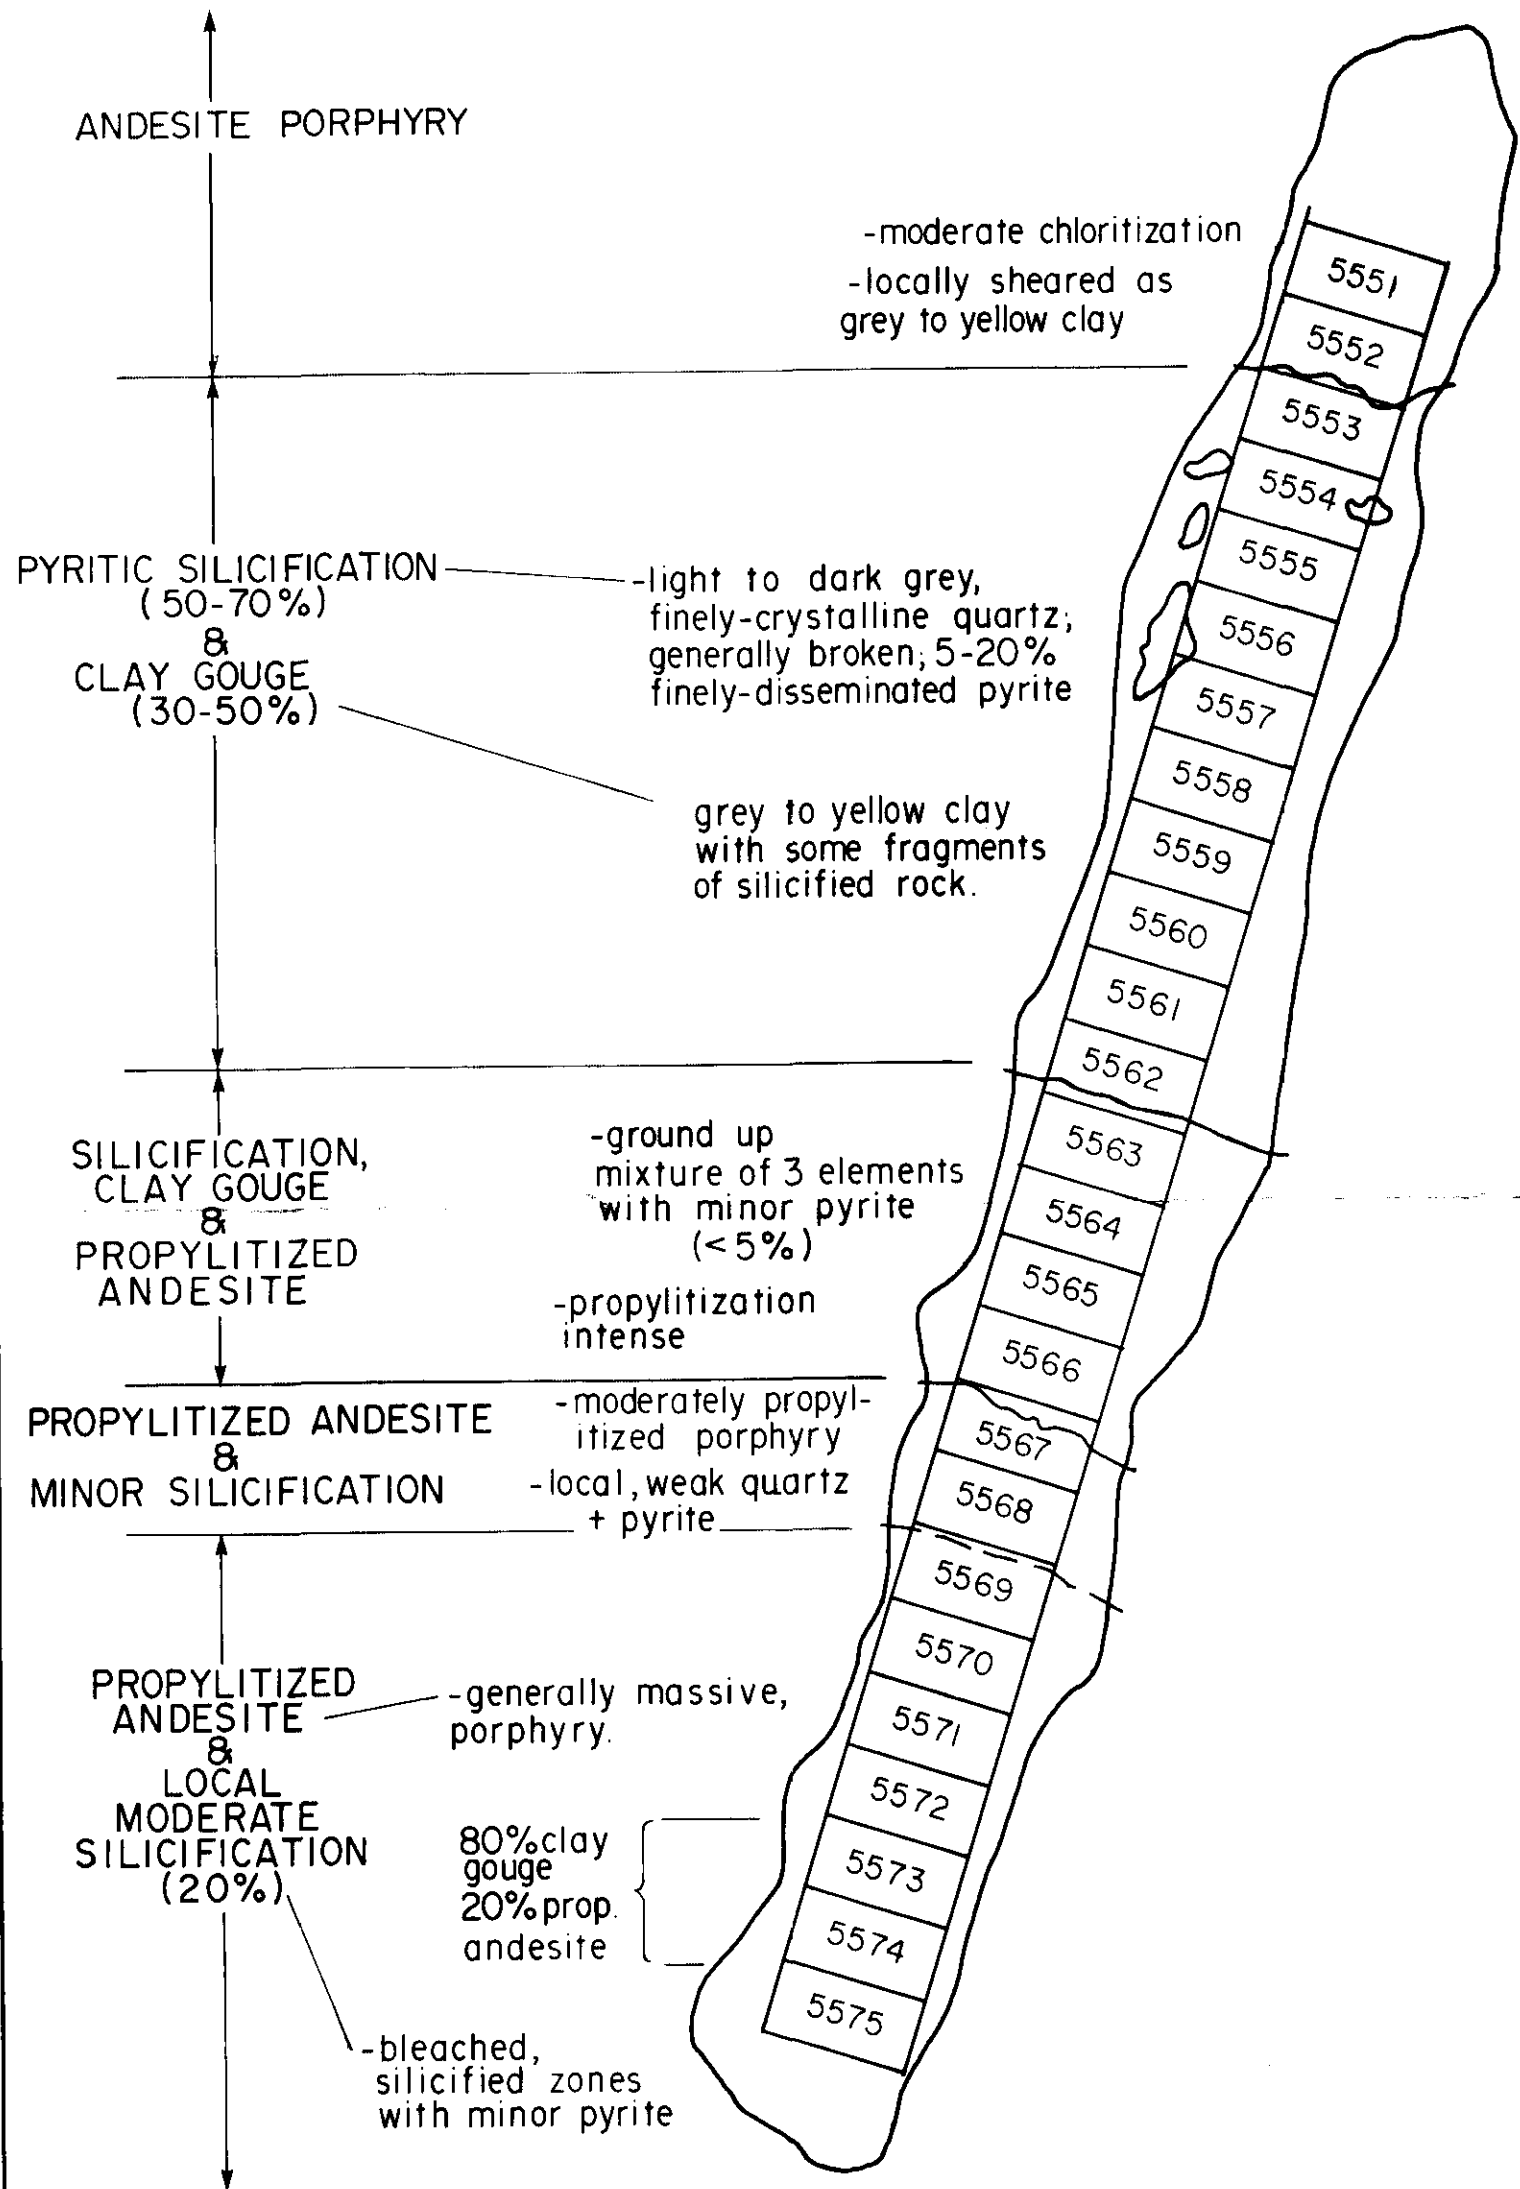 ANDESITE PORPHYRY
-moderate chloritization
-locally sheared as
grey to yellow clay
PYRITIC SILICIFICATION
(50-70%)
&
CLAY GOUGE
(30-50%)
-light to dark grey,
finely-crystalline quartz;
generally broken; 5-20%
finely-disseminated pyrite
grey to yellow clay
with some fragments
of silicified rock.
SILICIFICATION,
CLAY GOUGE
&
PROPYLITIZED
ANDESITE
-ground up
mixture of 3 elements
with minor pyrite
(<5%)
-propylitization
intense
PROPYLITIZED ANDESITE
&
MINOR SILICIFICATION
-moderately propyl-
itized porphyry
-local, weak quartz
+ pyrite
PROPYLITIZED
ANDESITE
&
LOCAL
MODERATE
SILICIFICATION
(20%)
-generally massive,
porphyry.
80% clay
gouge
20% prop.
andesite
-bleached,
silicified zones
with minor pyrite
5551
5552
5553
5554
5555
5556
5557
5558
5559
5560
5561
5562
5563
5564
5565
5566
5567
5568
5569
5570
5571
5572
5573
5574
5575